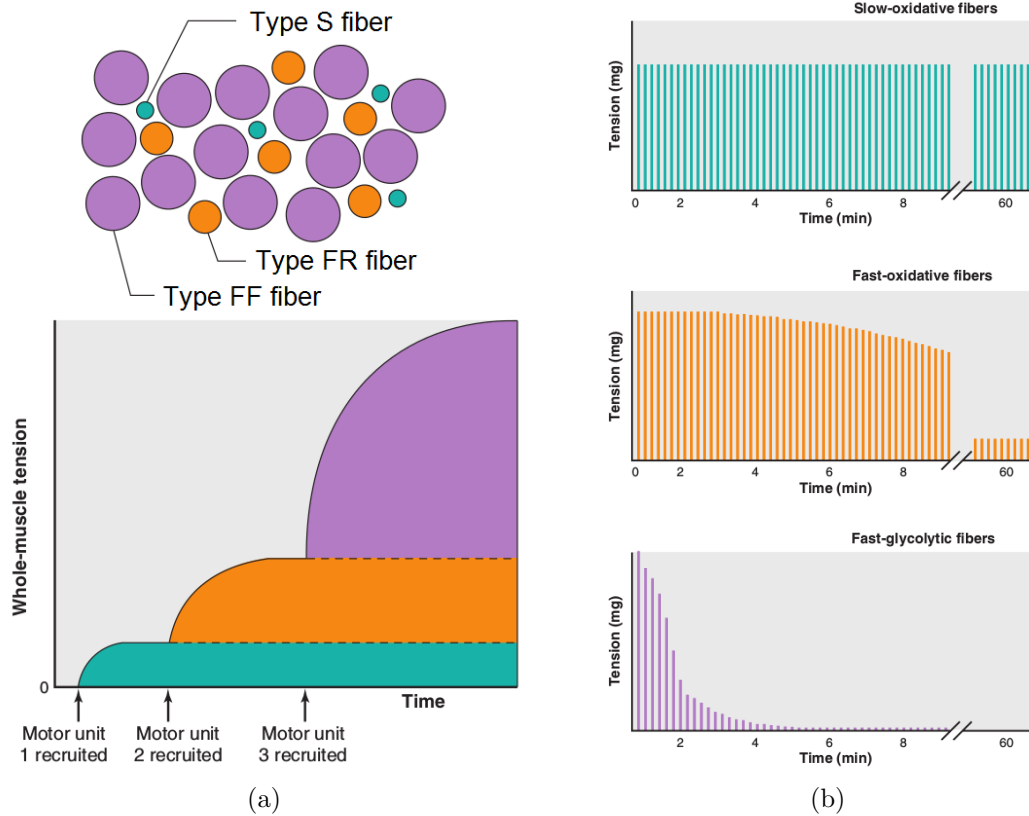 Type S fiber
Type FR fiber
Type FF fiber
Whole-muscle tension
0
Time
Motor unit
1 recruited
Motor unit
2 recruited
Motor unit
3 recruited
(a)
Slow-oxidative fibers
Tension (mg)
0 2 4 6 8 60
Time (min)
Fast-oxidative fibers
Tension (mg)
0 2 4 6 8 60
Time (min)
Fast-glycolytic fibers
Tension (mg)
2 4 6 8 60
Time (min)
(b)